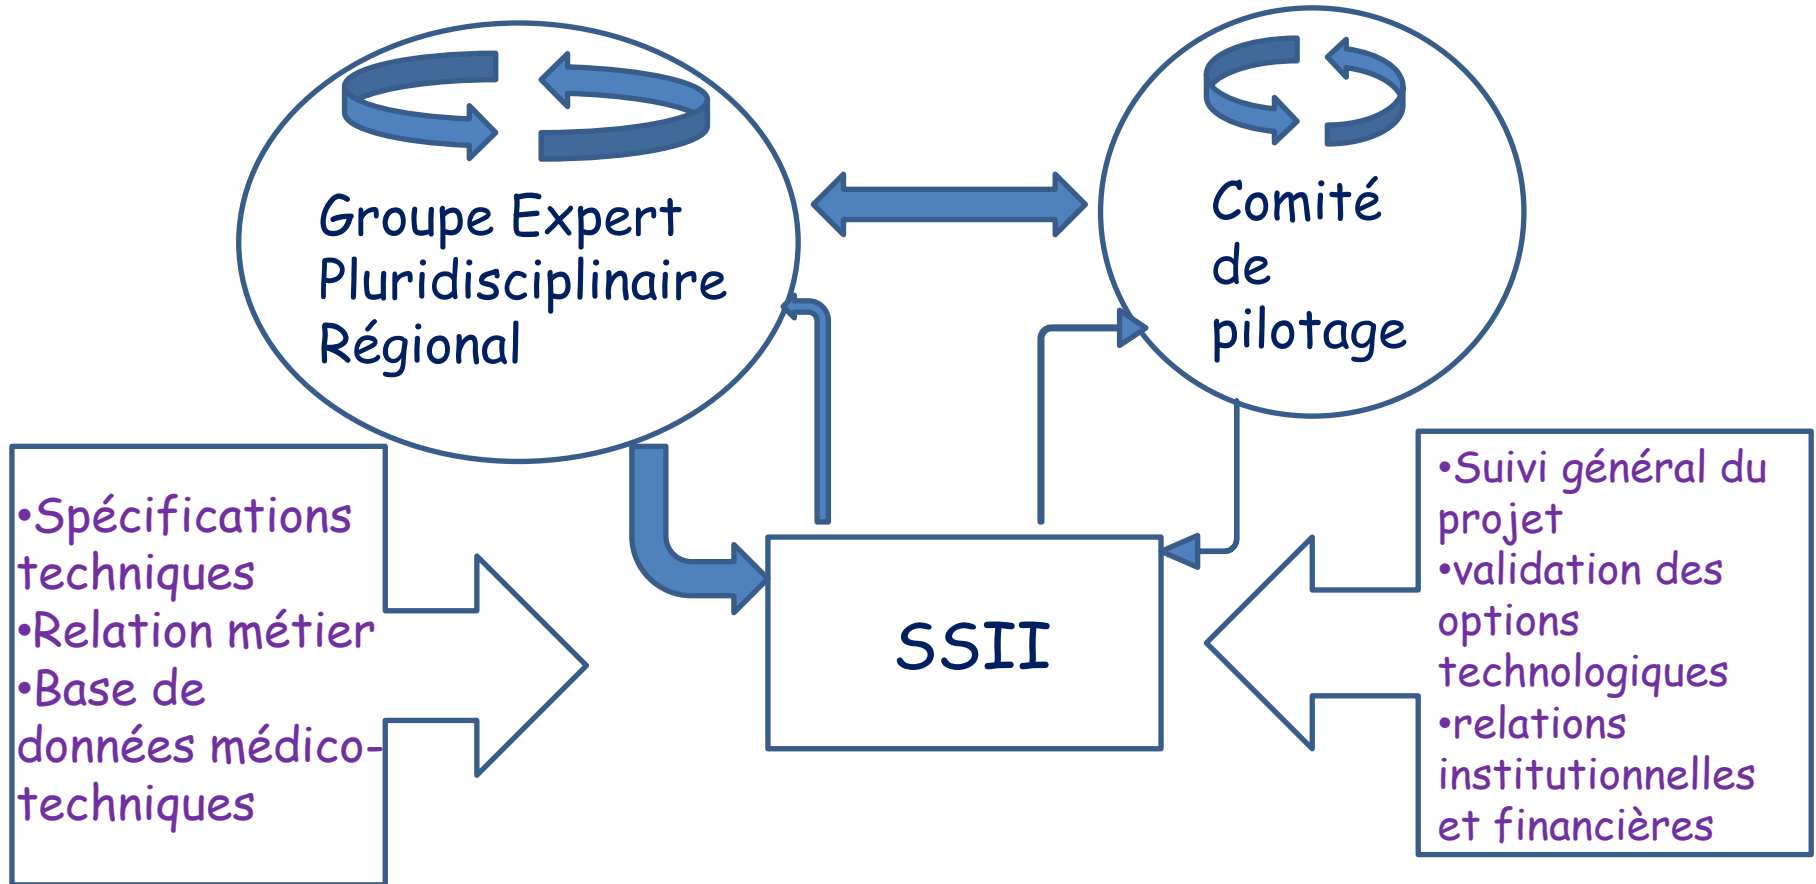 Groupe Expert
Pluridisciplinaire
Régional
Comité
de
pilotage
•Spécifications
techniques
•Relation métier
•Base de
données médico-
techniques
SSII
•Suivi général du
projet
•validation des
options
technologiques
•relations
institutionnelles
et financières